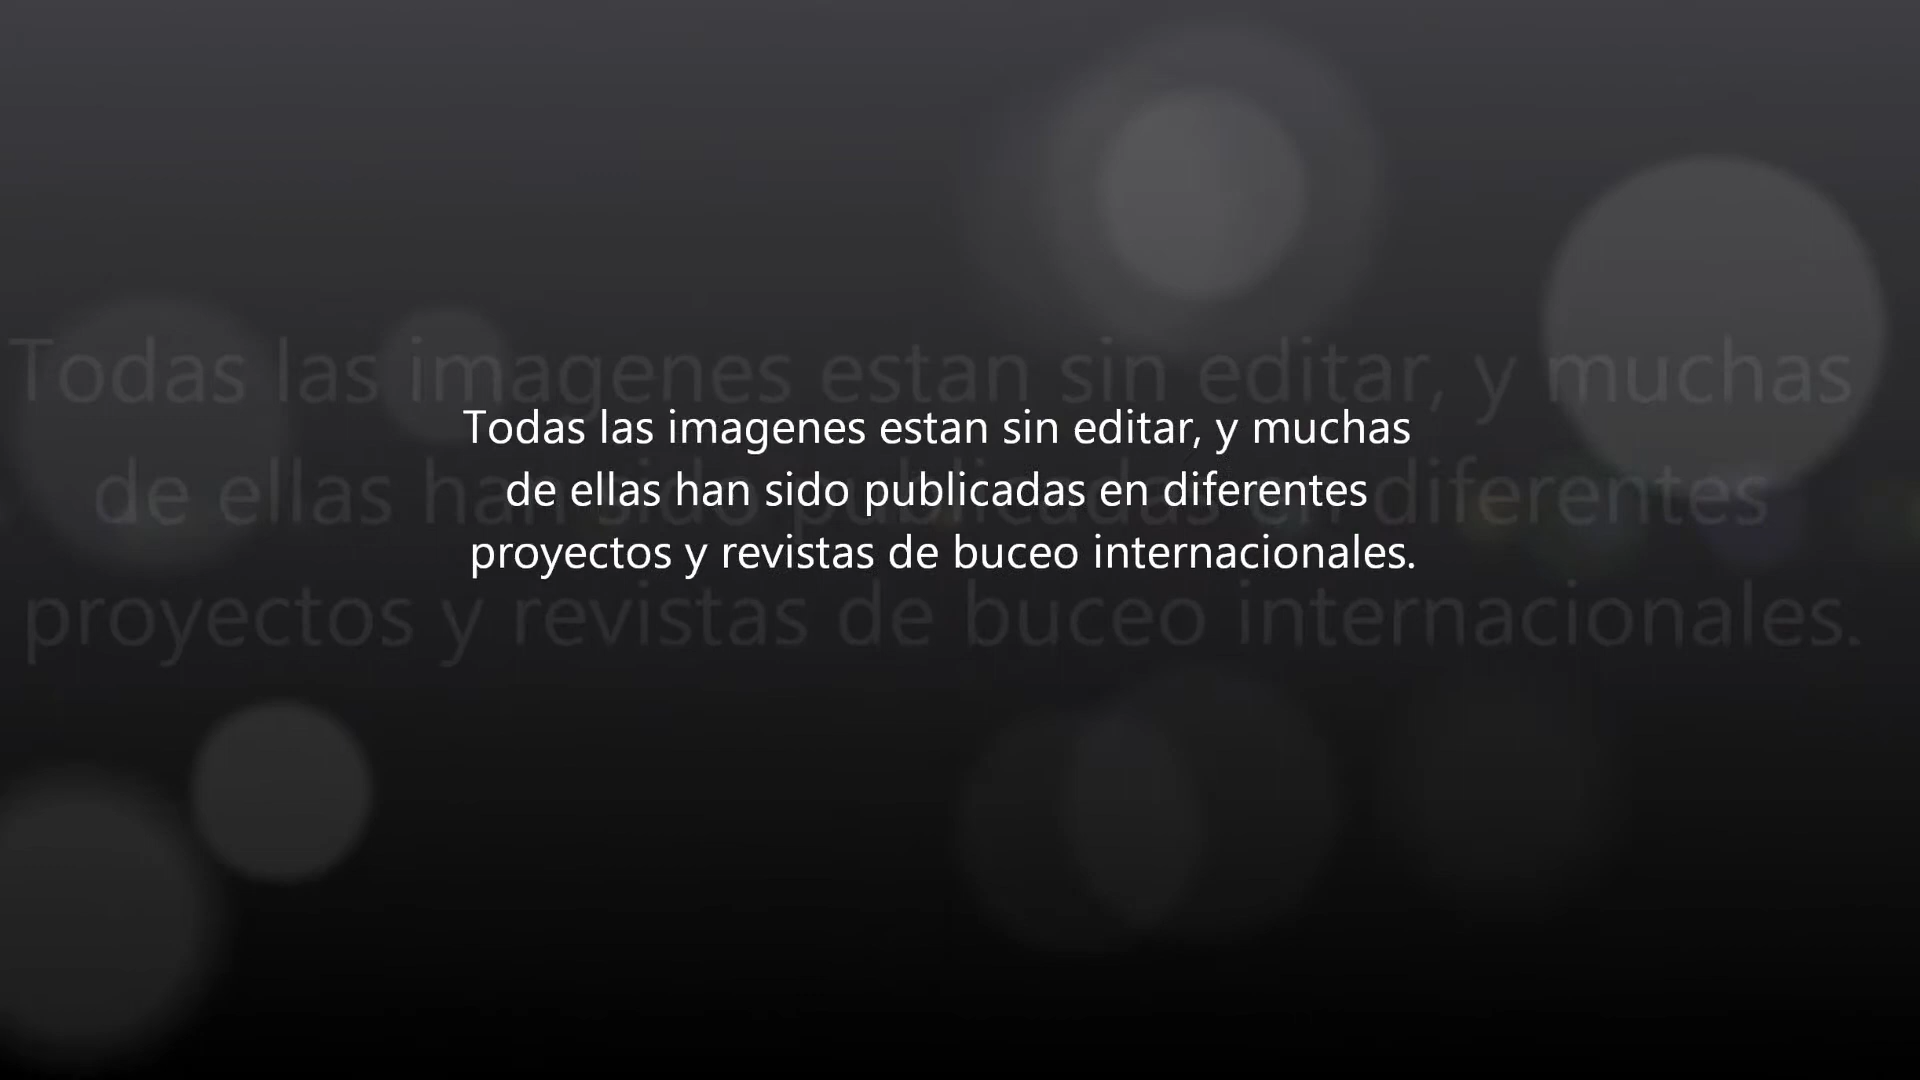 Todas las imagenes estan sin editar, y muchas
de ellas han sido publicadas en diferentes
proyectos y revistas de buceo internacionales.